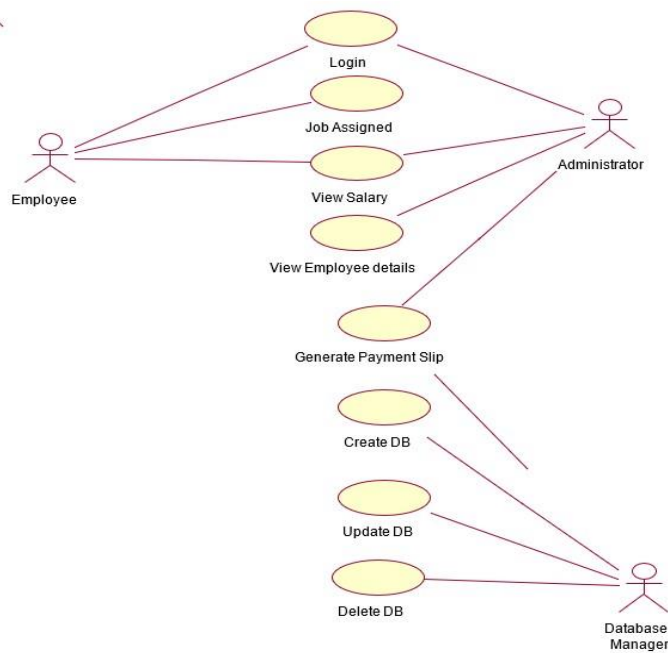 Login
Job Assigned
Administrator
Employee
View Salary
View Employee details
Generate Payment Slip
Create DB
Update DB
Delete DB
Database
Manager